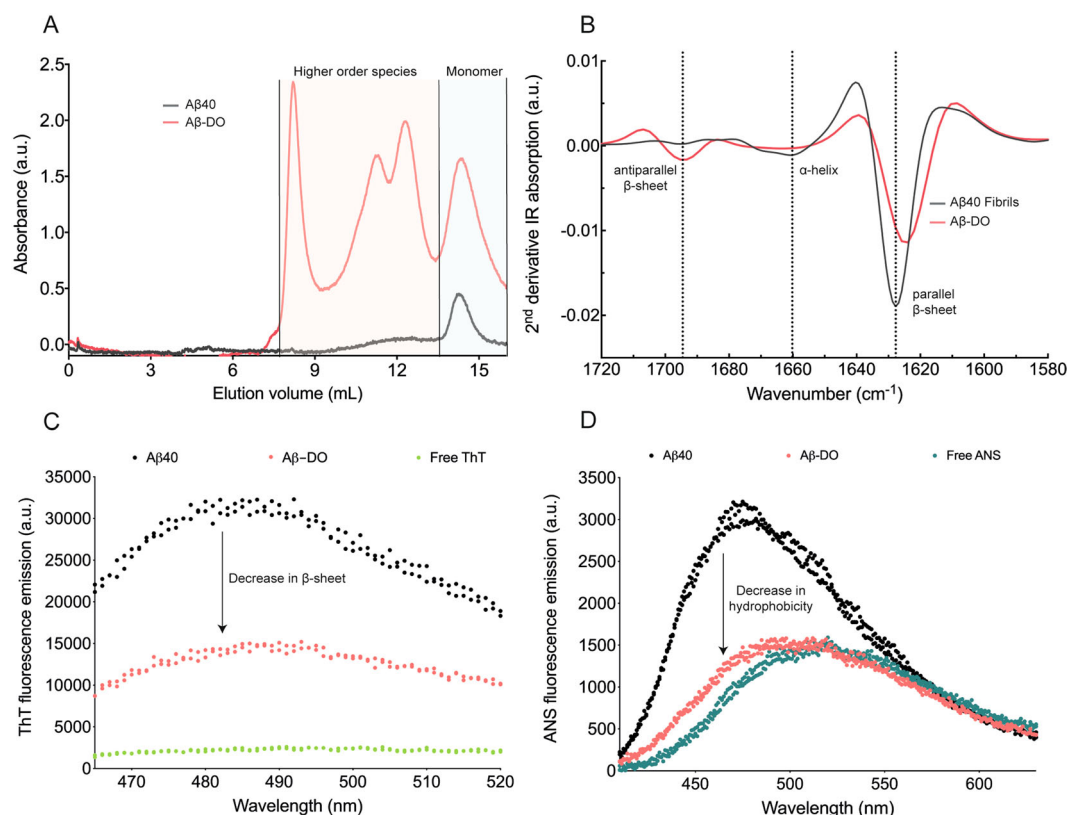 A
Higher order species
Monomer
Aβ40
Aβ-DO
2.5
2.0
1.5
1.0
0.5
0.0
Absorbance (a.u.)
0
3
6
9
12
15
Elution volume (mL)
B
0.01
0.00
-0.01
-0.02
2nd derivative IR absorption (a.u.)
antiparallel
β-sheet
α-helix
Aβ40 Fibrils
Aβ-DO
parallel
β-sheet
1720
1700
1680
1660
1640
1620
1600
1580
Wavenumber (cm-1)
C
Aβ40
Aβ-DO
Free ThT
35000
30000
25000
20000
15000
10000
5000
0
ThT fluorescence emission (a.u.)
Decrease in β-sheet
470
480
490
500
510
520
Wavelength (nm)
D
Aβ40
Aβ-DO
Free ANS
3500
3000
2500
2000
1500
1000
500
0
ANS fluorescence emission (a.u.)
Decrease in
hydrophobicity
450
500
550
600
Wavelength (nm)